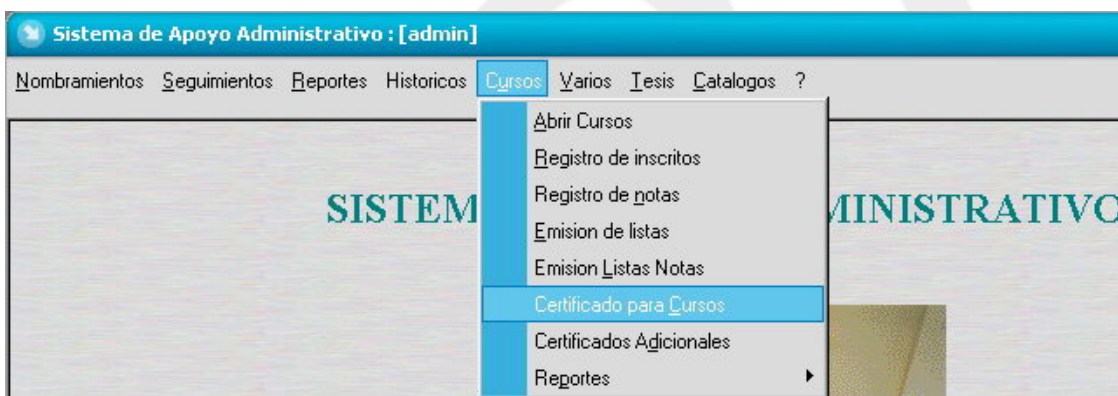 Sistema de Apoyo Administrativo : [admin]
Nombramientos Seguimientos Reportes Historicos Cursos Varios Tesis Catalogos ?
Abrir Cursos
Registro de inscritos
Registro de notas
SISTEM MINISTRATIVO
Emision de listas
Emision Listas Notas
Certificado para Cursos
Certificados Adicionales
Reportes